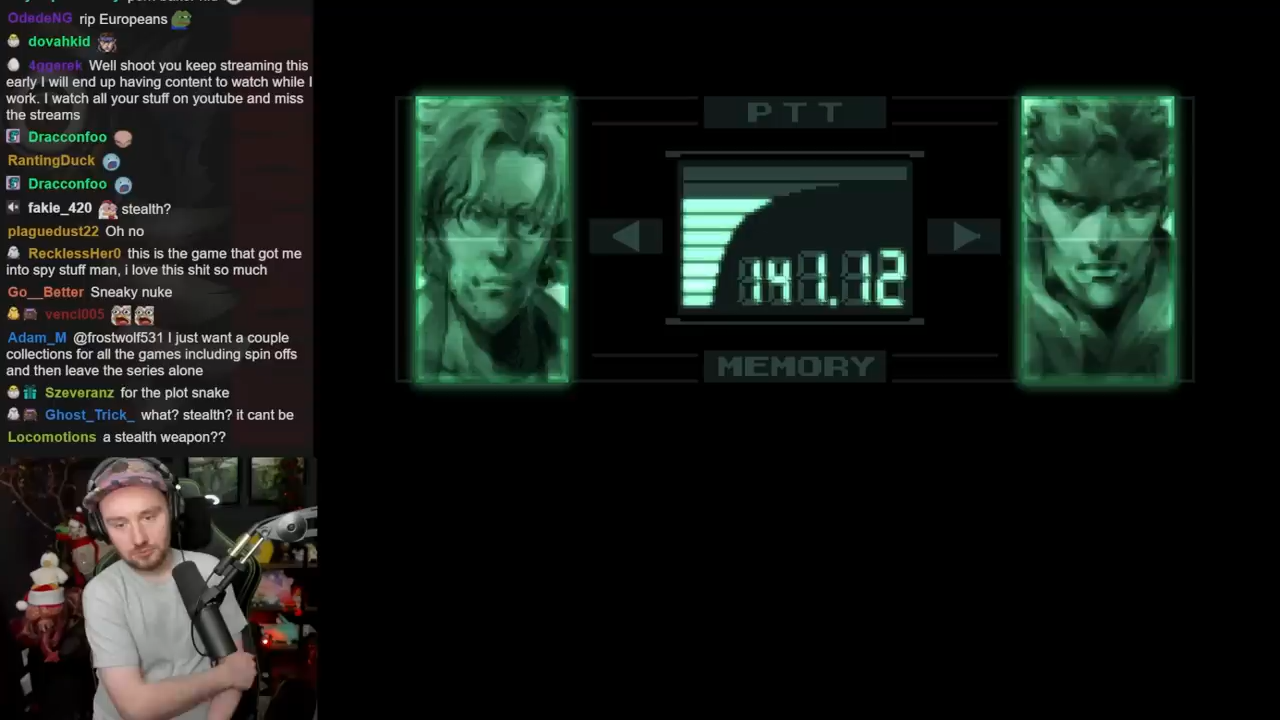 OdedeNG rip Europeans
dovahkid
4ggerek Well shoot you keep streaming this
early I will end up having content to watch while I
work. I watch all your stuff on youtube and miss
the streams
Dracconfoo
RantingDuck
Dracconfoo
fakie_420 stealth?
plaguedust22 Oh no
RecklessHer0 this is the game that got me
into spy stuff man, i love this shit so much
Go__Better Sneaky nuke
venci005
Adam_M @frostwolf531 I just want a couple
collections for all the games including spin offs
and then leave the series alone
Szeveranz for the plot snake
Ghost_Trick_ what? stealth? it cant be
Locomotions a stealth weapon??
PTT
141.12
MEMORY